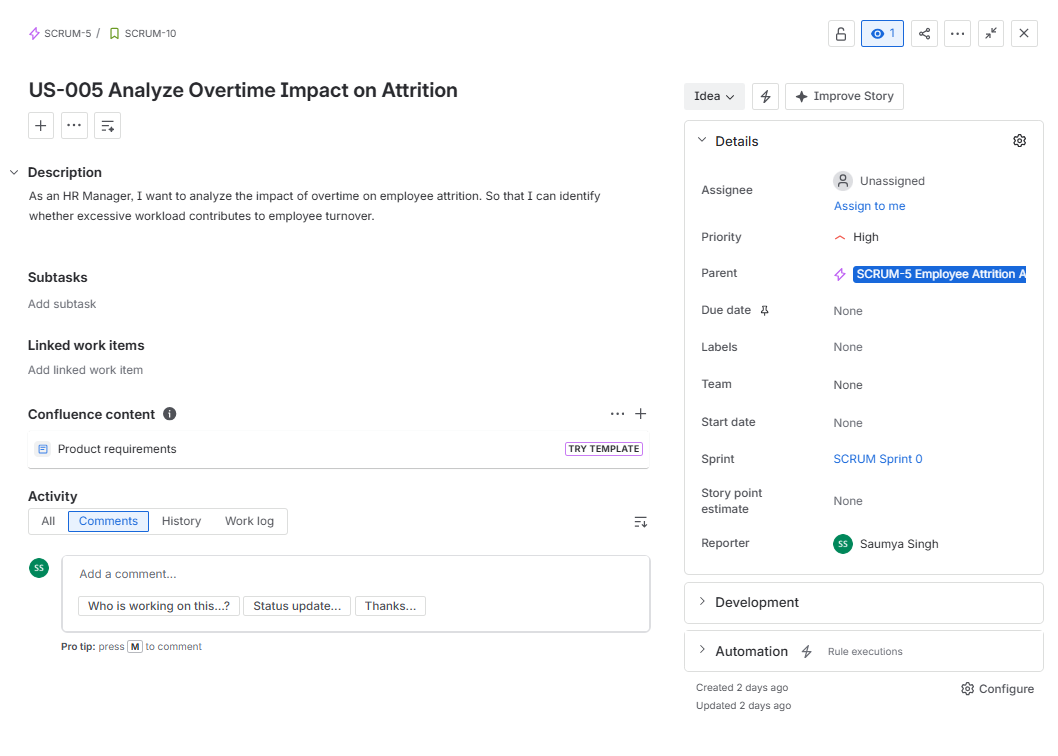 SCRUM-5 / SCRUM-10
1
US-005 Analyze Overtime Impact on Attrition
Idea
Improve Story
Description
As an HR Manager, I want to analyze the impact of overtime on employee attrition. So that I can identify
whether excessive workload contributes to employee turnover.
Subtasks
Add subtask
Linked work items
Add linked work item
Confluence content
Product requirements
TRY TEMPLATE
Activity
All Comments History Work log
SS
Add a comment...
Who is working on this...? Status update... Thanks...
Pro tip: press M to comment
Details
Assignee
Unassigned
Assign to me
Priority
High
Parent
SCRUM-5 Employee Attrition A
Due date
None
Labels
None
Team
None
Start date
None
Sprint
SCRUM Sprint 0
Story point
estimate
None
Reporter
SS Saumya Singh
Development
Automation Rule executions
Created 2 days ago
Updated 2 days ago
Configure